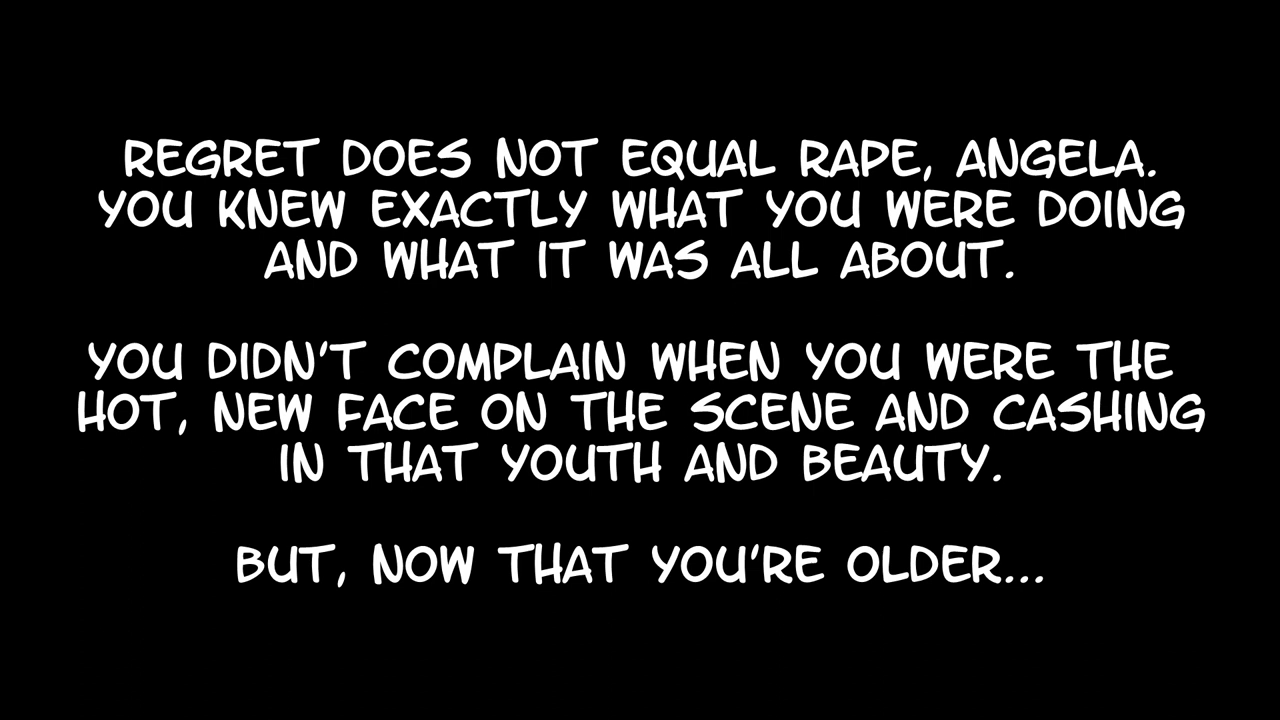 REGRET DOES NOT EQUAL RAPE, ANGELA.
YOU KNEW EXACTLY WHAT YOU WERE DOING
AND WHAT IT WAS ALL ABOUT.
YOU DIDN'T COMPLAIN WHEN YOU WERE THE
HOT, NEW FACE ON THE SCENE AND CASHING
IN THAT YOUTH AND BEAUTY.
BUT, NOW THAT YOU'RE OLDER...